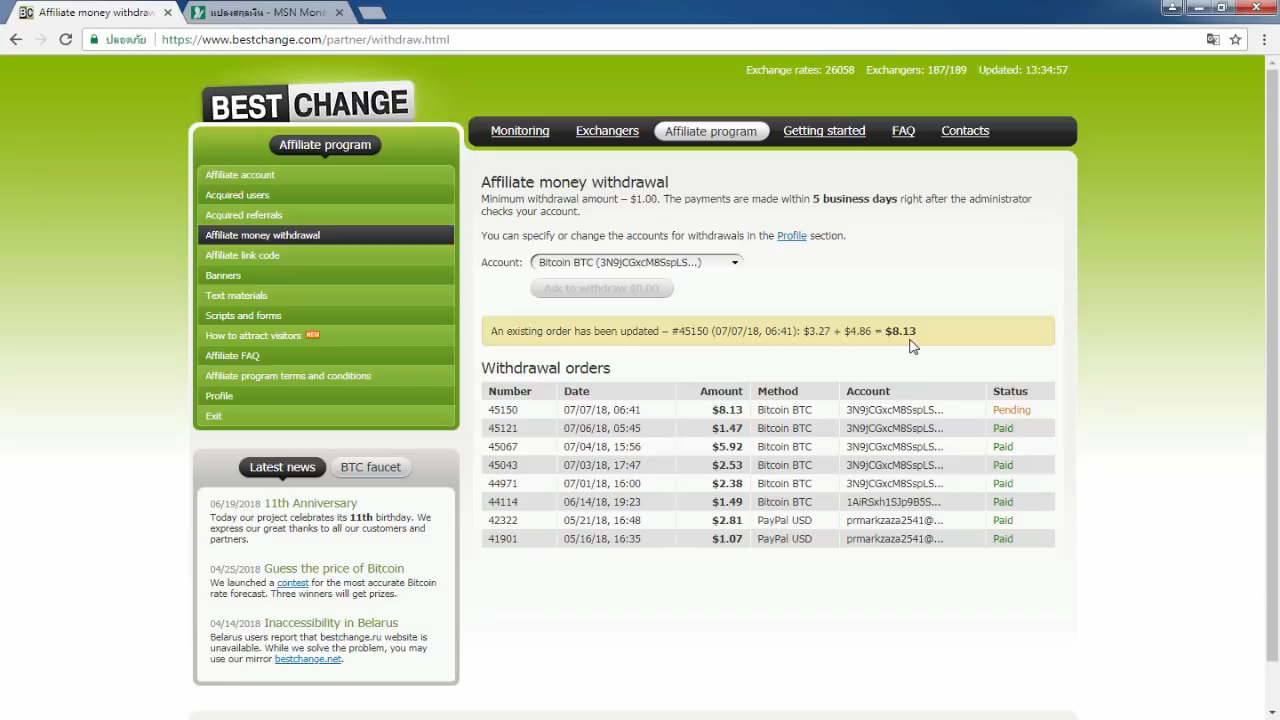 Affiliate money withdraw
แปลงสกุลเงิน - MSN Mone
ปลอดภัย https://www.bestchange.com/partner/withdraw.html
Exchange rates: 26058 Exchangers: 187/189 Updated: 13:34:57
BEST CHANGE
Monitoring Exchangers Affiliate program Getting started FAQ Contacts
Affiliate program
Affiliate account
Acquired users
Acquired referrals
Affiliate money withdrawal
Affiliate link code
Banners
Text materials
Scripts and forms
How to attract visitors NEW
Affiliate FAQ
Affiliate program terms and conditions
Profile
Exit
Latest news BTC faucet
06/19/2018 11th Anniversary
Today our project celebrates its 11th birthday. We
express our great thanks to all our customers and
partners.
04/25/2018 Guess the price of Bitcoin
We launched a contest for the most accurate Bitcoin
rate forecast. Three winners will get prizes.
04/14/2018 Inaccessibility in Belarus
Belarus users report that bestchange.ru website is
unavailable. While we solve the problem, you may
use our mirror bestchange.net.
Affiliate money withdrawal
Minimum withdrawal amount – $1.00. The payments are made within 5 business days right after the administrator
checks your account.
You can specify or change the accounts for withdrawals in the Profile section.
Account: Bitcoin BTC (3N9jCGxcM8SspLS...)
Ask to withdraw $0.00
An existing order has been updated – #45150 (07/07/18, 06:41): $3.27 + $4.86 = $8.13
Withdrawal orders
Number Date Amount Method Account Status
45150 07/07/18, 06:41 $8.13 Bitcoin BTC 3N9jCGxcM8SspLS... Pending
45121 07/06/18, 05:45 $1.47 Bitcoin BTC 3N9jCGxcM8SspLS... Paid
45067 07/04/18, 15:56 $5.92 Bitcoin BTC 3N9jCGxcM8SspLS... Paid
45043 07/03/18, 17:47 $2.53 Bitcoin BTC 3N9jCGxcM8SspLS... Paid
44971 07/01/18, 16:00 $2.38 Bitcoin BTC 3N9jCGxcM8SspLS... Paid
44114 06/14/18, 19:23 $1.49 Bitcoin BTC 1AiRSxh1SJp9B5S... Paid
42322 05/21/18, 16:48 $2.81 PayPal USD prmarkzaza2541@... Paid
41901 05/16/18, 16:35 $1.07 PayPal USD prmarkzaza2541@... Paid